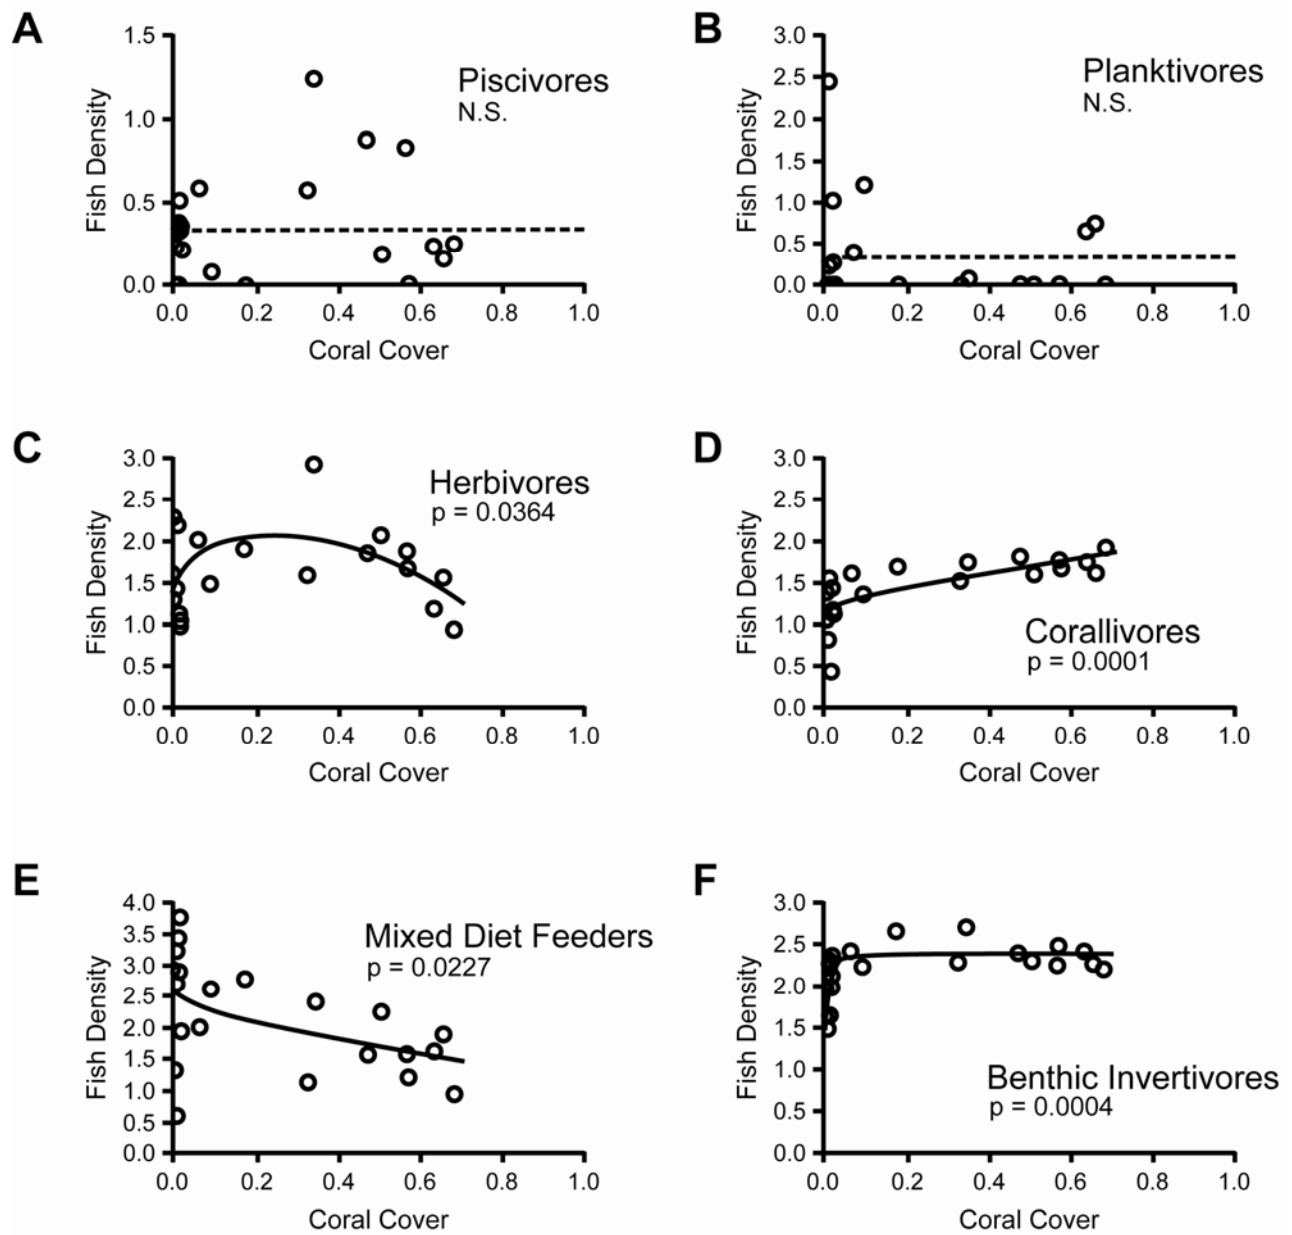 A
1.5
1.0
0.5
0.0
Fish Density
Piscivores
N.S.
0.0 0.2 0.4 0.6 0.8 1.0
Coral Cover
B
3.0
2.5
2.0
1.5
1.0
0.5
0.0
Fish Density
Planktivores
N.S.
0.0 0.2 0.4 0.6 0.8 1.0
Coral Cover
C
3.0
2.5
2.0
1.5
1.0
0.5
0.0
Fish Density
Herbivores
p = 0.0364
0.0 0.2 0.4 0.6 0.8 1.0
Coral Cover
D
3.0
2.5
2.0
1.5
1.0
0.5
0.0
Fish Density
Corallivores
p = 0.0001
0.0 0.2 0.4 0.6 0.8 1.0
Coral Cover
E
4.0
3.5
3.0
2.5
2.0
1.5
1.0
0.5
0.0
Fish Density
Mixed Diet Feeders
p = 0.0227
0.0 0.2 0.4 0.6 0.8 1.0
Coral Cover
F
3.0
2.5
2.0
1.5
1.0
0.5
0.0
Fish Density
Benthic Invertivores
p = 0.0004
0.0 0.2 0.4 0.6 0.8 1.0
Coral Cover